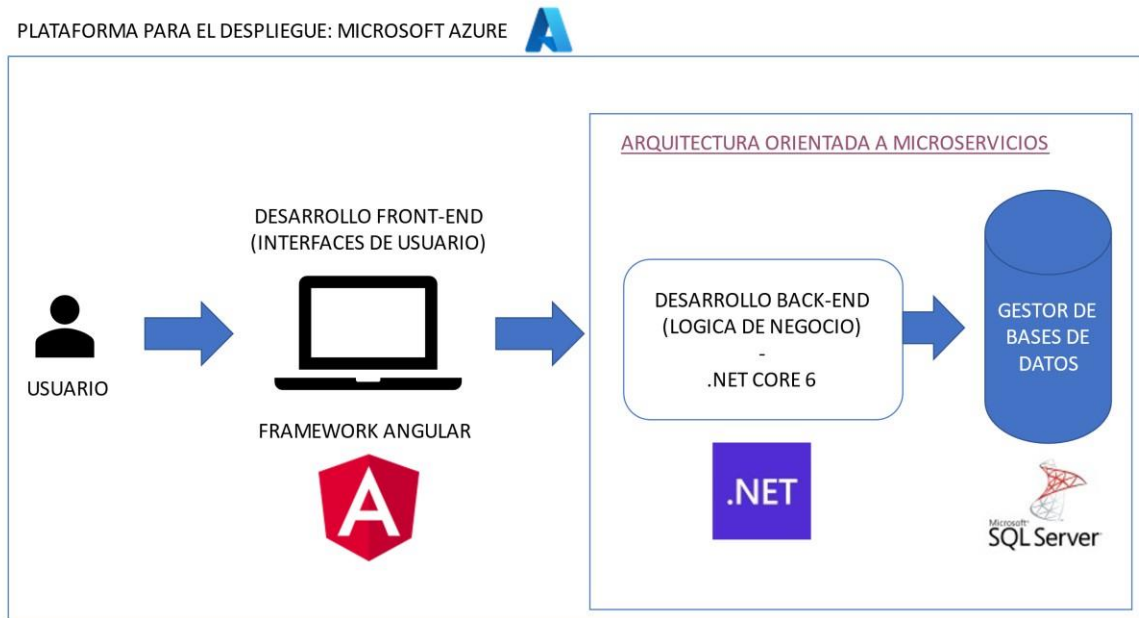 PLATAFORMA PARA EL DESPLIEGUE: MICROSOFT AZURE
ARQUITECTURA ORIENTADA A MICROSERVICIOS
DESARROLLO FRONT-END
(INTERFACES DE USUARIO)
USUARIO
FRAMEWORK ANGULAR
A
DESARROLLO BACK-END
(LOGICA DE NEGOCIO)
-
.NET CORE 6
.NET
GESTOR DE
BASES DE
DATOS
Microsoft
SQL Server